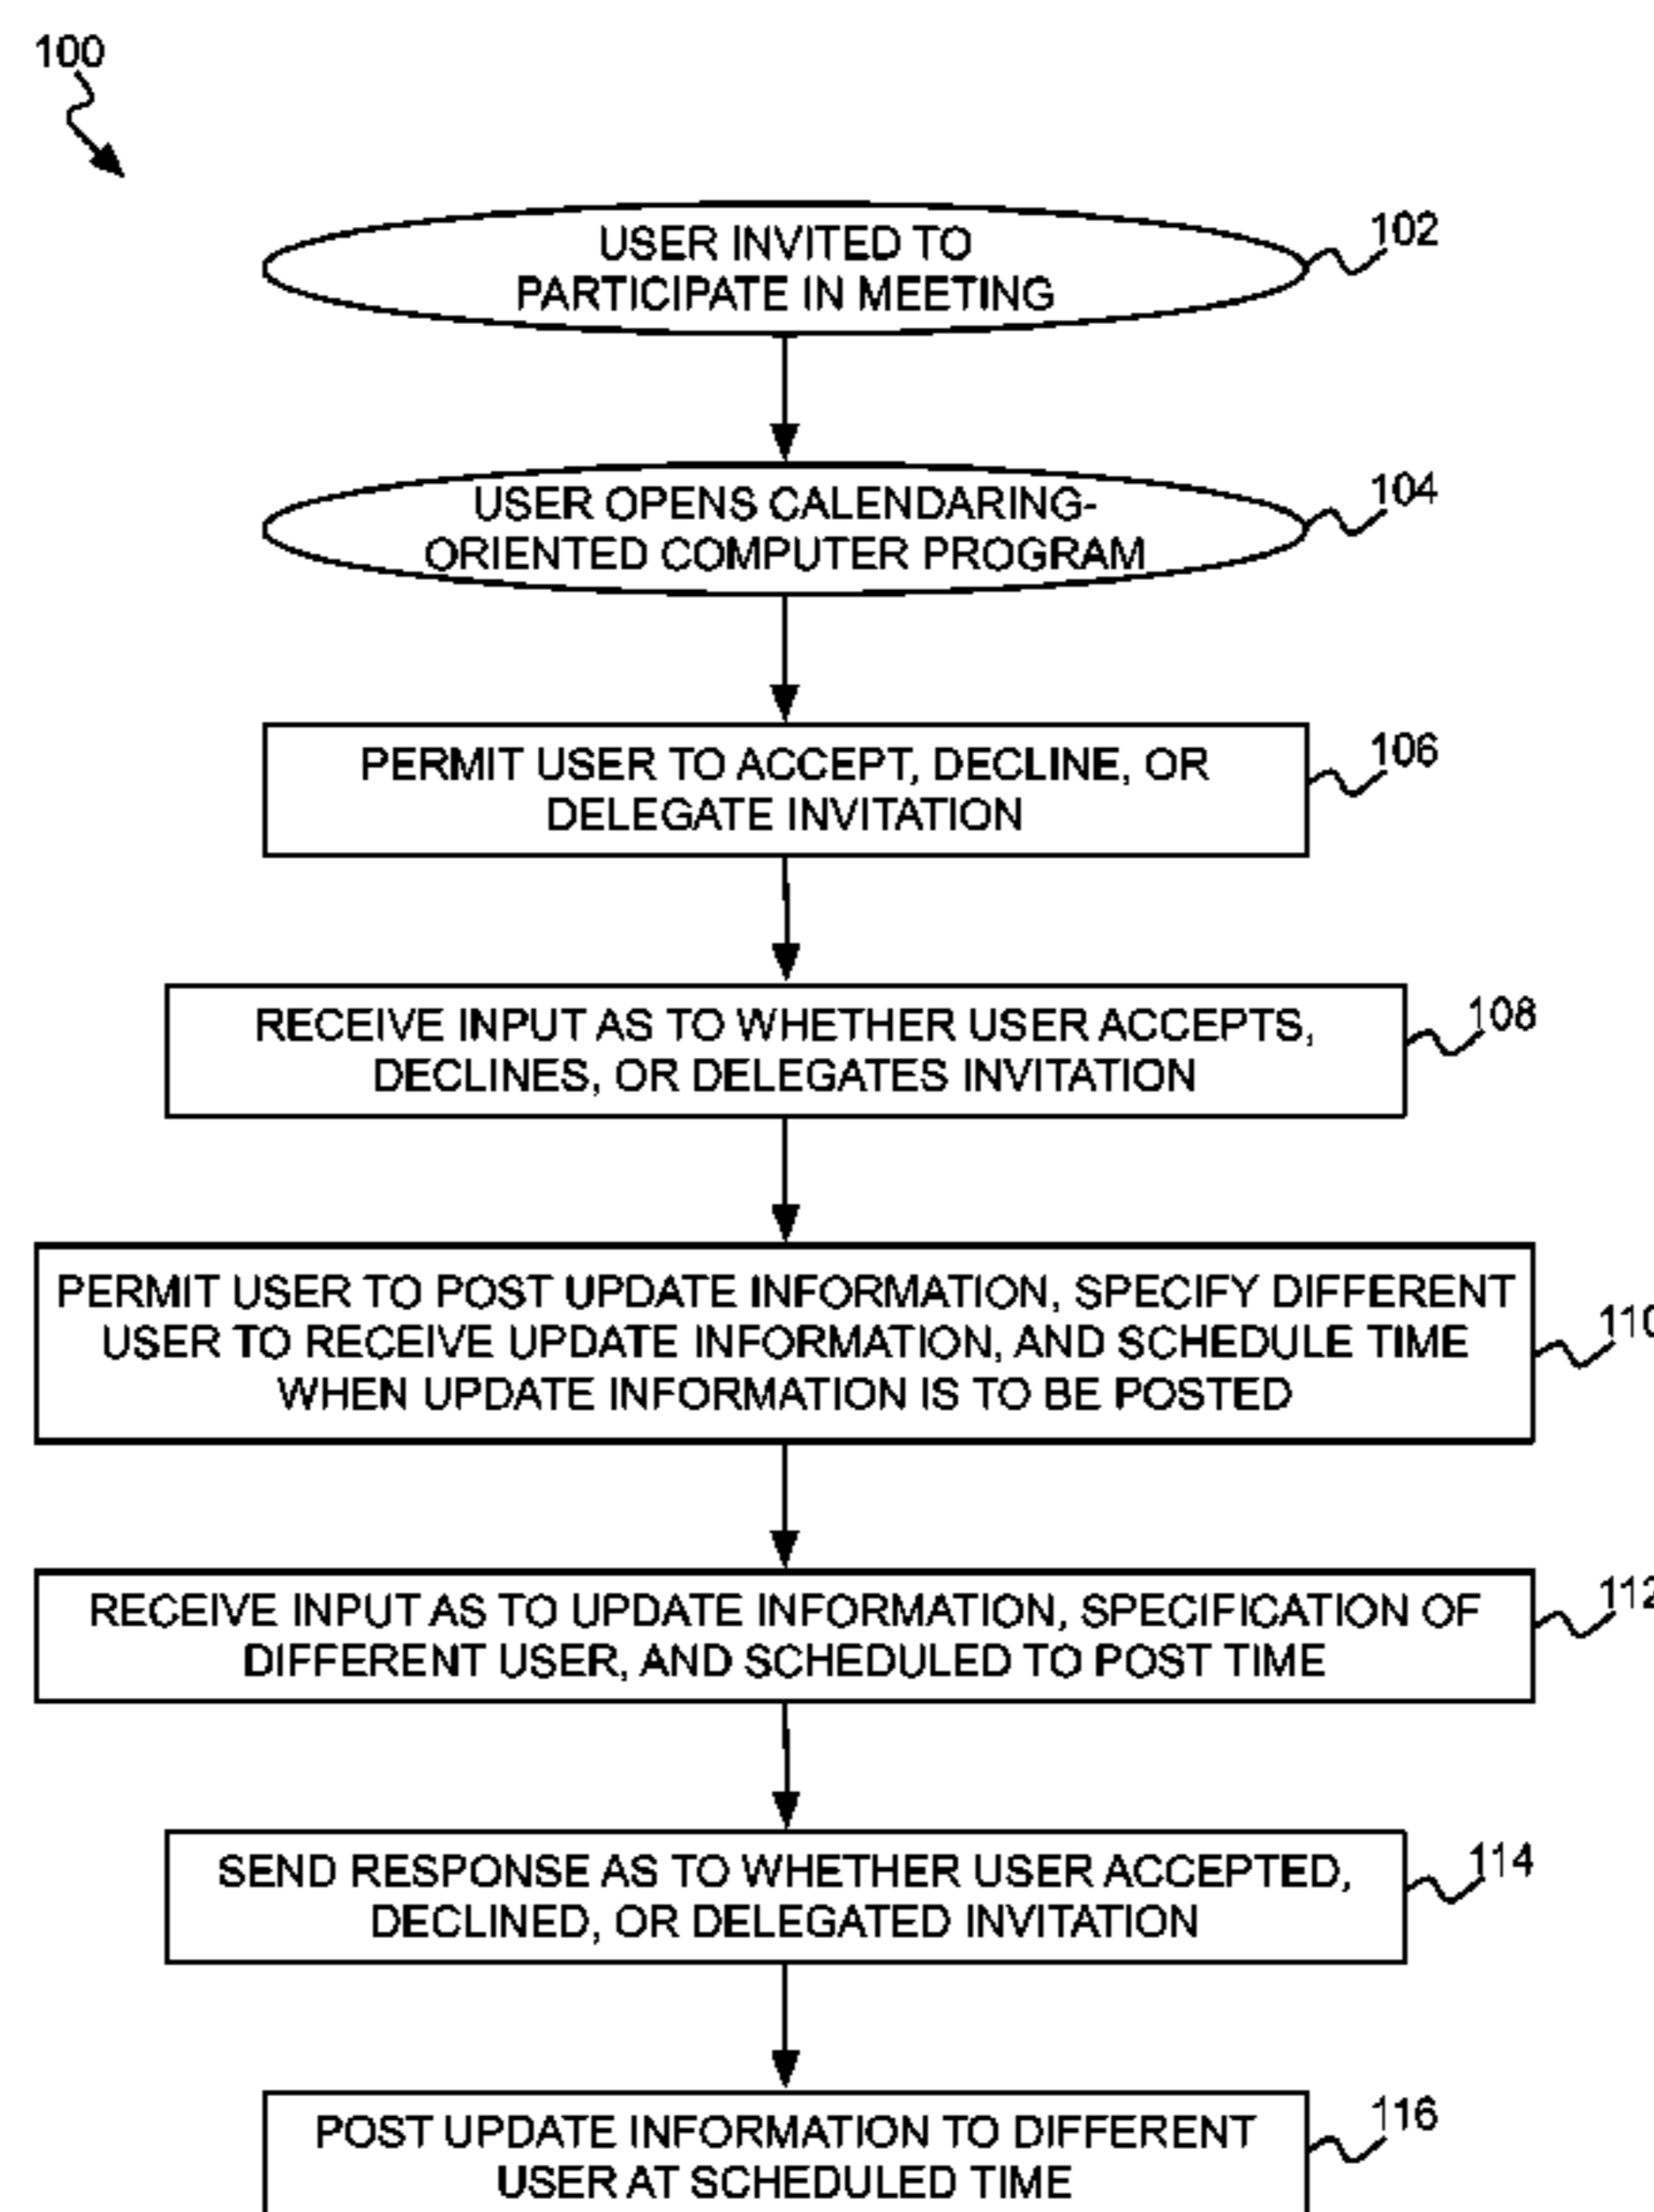 100
USER INVITED TO
PARTICIPATE IN MEETING
102
USER OPENS CALENDARING-
ORIENTED COMPUTER PROGRAM
104
PERMIT USER TO ACCEPT, DECLINE, OR
DELEGATE INVITATION
106
RECEIVE INPUT AS TO WHETHER USER ACCEPTS,
DECLINES, OR DELEGATES INVITATION
108
PERMIT USER TO POST UPDATE INFORMATION, SPECIFY DIFFERENT
USER TO RECEIVE UPDATE INFORMATION, AND SCHEDULE TIME
WHEN UPDATE INFORMATION IS TO BE POSTED
110
RECEIVE INPUT AS TO UPDATE INFORMATION, SPECIFICATION OF
DIFFERENT USER, AND SCHEDULED TO POST TIME
112
SEND RESPONSE AS TO WHETHER USER ACCEPTED,
DECLINED, OR DELEGATED INVITATION
114
POST UPDATE INFORMATION TO DIFFERENT
USER AT SCHEDULED TIME
116